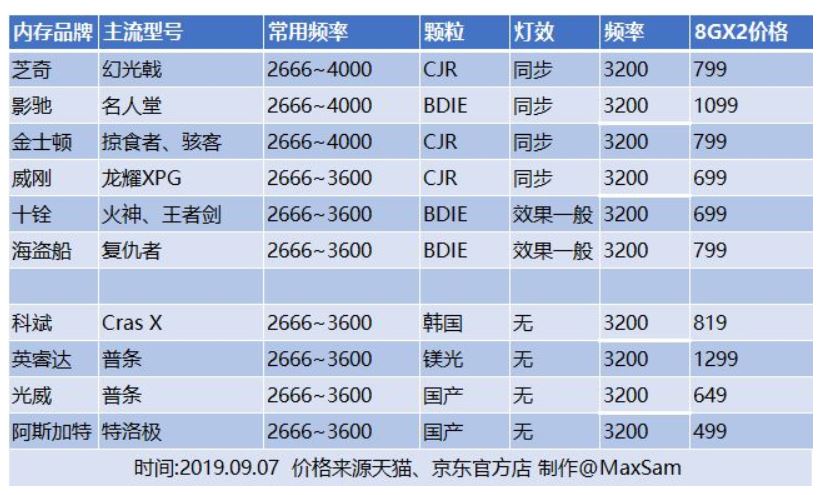 内存品牌 主流型号 常用频率 颗粒 灯效 频率 8GX2价格
芝奇 幻光戟 2666~4000 CJR 同步 3200 799
影驰 名人堂 2666~4000 BDIE 同步 3200 1099
金士顿 掠食者、骇客 2666~4000 CJR 同步 3200 799
威刚 龙耀XPG 2666~3600 CJR 同步 3200 699
十铨 火神、王者剑 2666~3600 BDIE 效果一般 3200 699
海盗船 复仇者 2666~3600 BDIE 效果一般 3200 799
科斌 Cras X 2666~3600 韩国 无 3200 819
英睿达 普条 2666~3600 镁光 无 3200 1299
光威 普条 2666~3600 国产 无 3200 649
阿斯加特 特洛极 2666~3600 国产 无 3200 499
时间:2019.09.07 价格来源天猫、京东官方店 制作@MaxSam